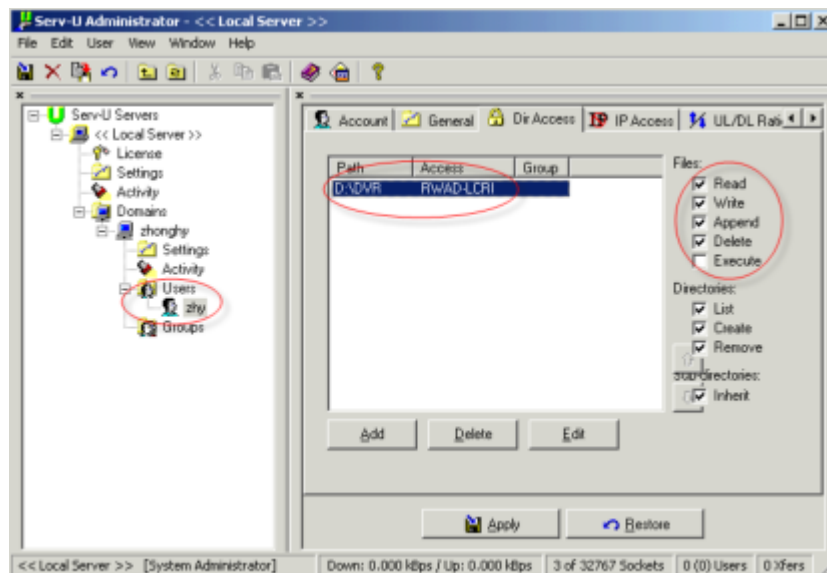 Serv-U Administrator - << Local Server >>
File Edit User View Window Help
Serv-U Servers
<< Local Server >>
License
Settings
Activity
Domains
zhonghy
Settings
Activity
Users
zhy
Groups
Account General Dir Access IP Access UL/DL Rati
Path Access Group
D:\DVR RWAD-LCRI
Files:
Read
Write
Append
Delete
Execute
Directories:
List
Create
Remove
Sub-directories:
Inherit
Add Delete Edit
Apply Restore
<< Local Server >> [System Administrator] Down: 0.000 kBps / Up: 0.000 kBps 3 of 32767 Sockets 0 (0) Users 0 Xfers